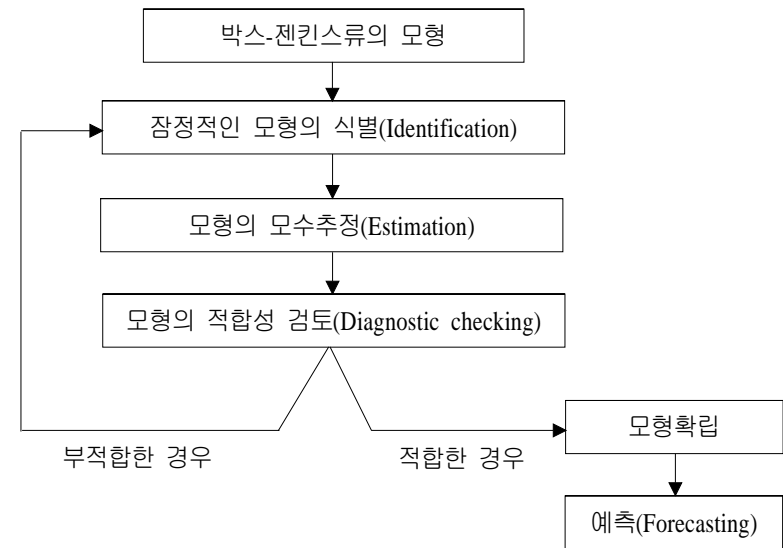 박스-젠킨스류의 모형
잠정적인 모형의 식별(Identification)
모형의 모수추정(Estimation)
모형의 적합성 검토(Diagnostic checking)
부적합한 경우
적합한 경우
모형확립
예측(Forecasting)